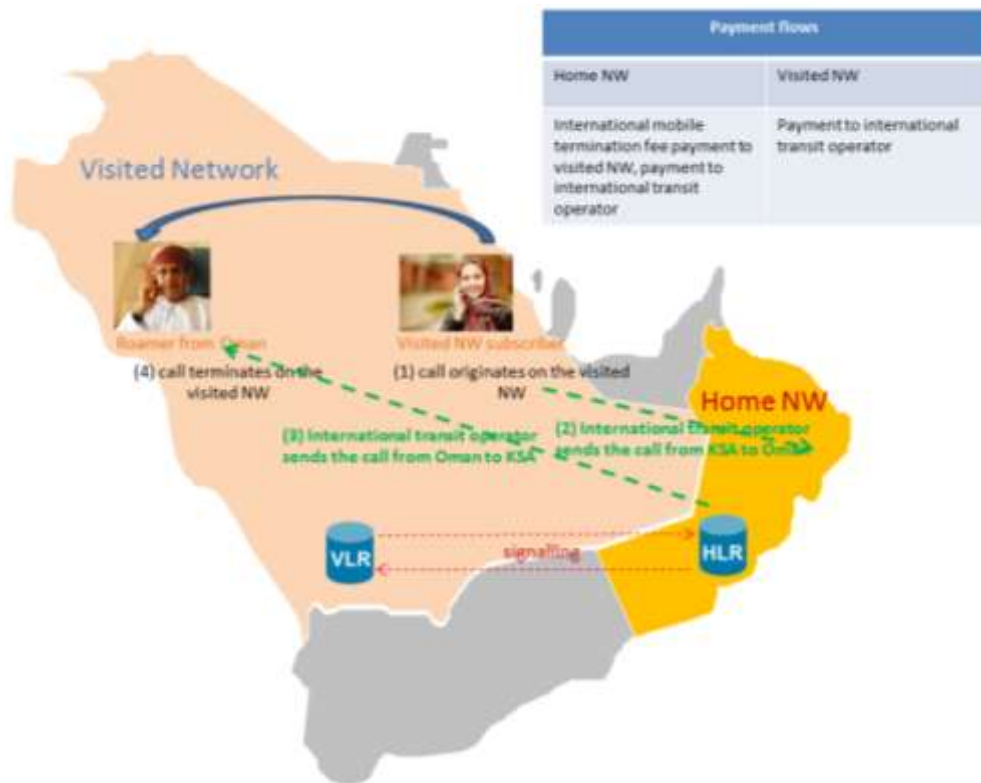 Payment flows
Home NW
Visited NW
International mobile
termination fee payment to
visited NW, payment to
international transit
operator
Payment to international
transit operator
Visited Network
Roamer from Oman
(4) call terminates on the
visited NW
Visited NW subscriber
(1) call originates on the visited
NW
Home NW
(3) International transit operator
sends the call from Oman to KSA
(2) International transit operator
sends the call from KSA to Oman
VLR
signalling
HLR